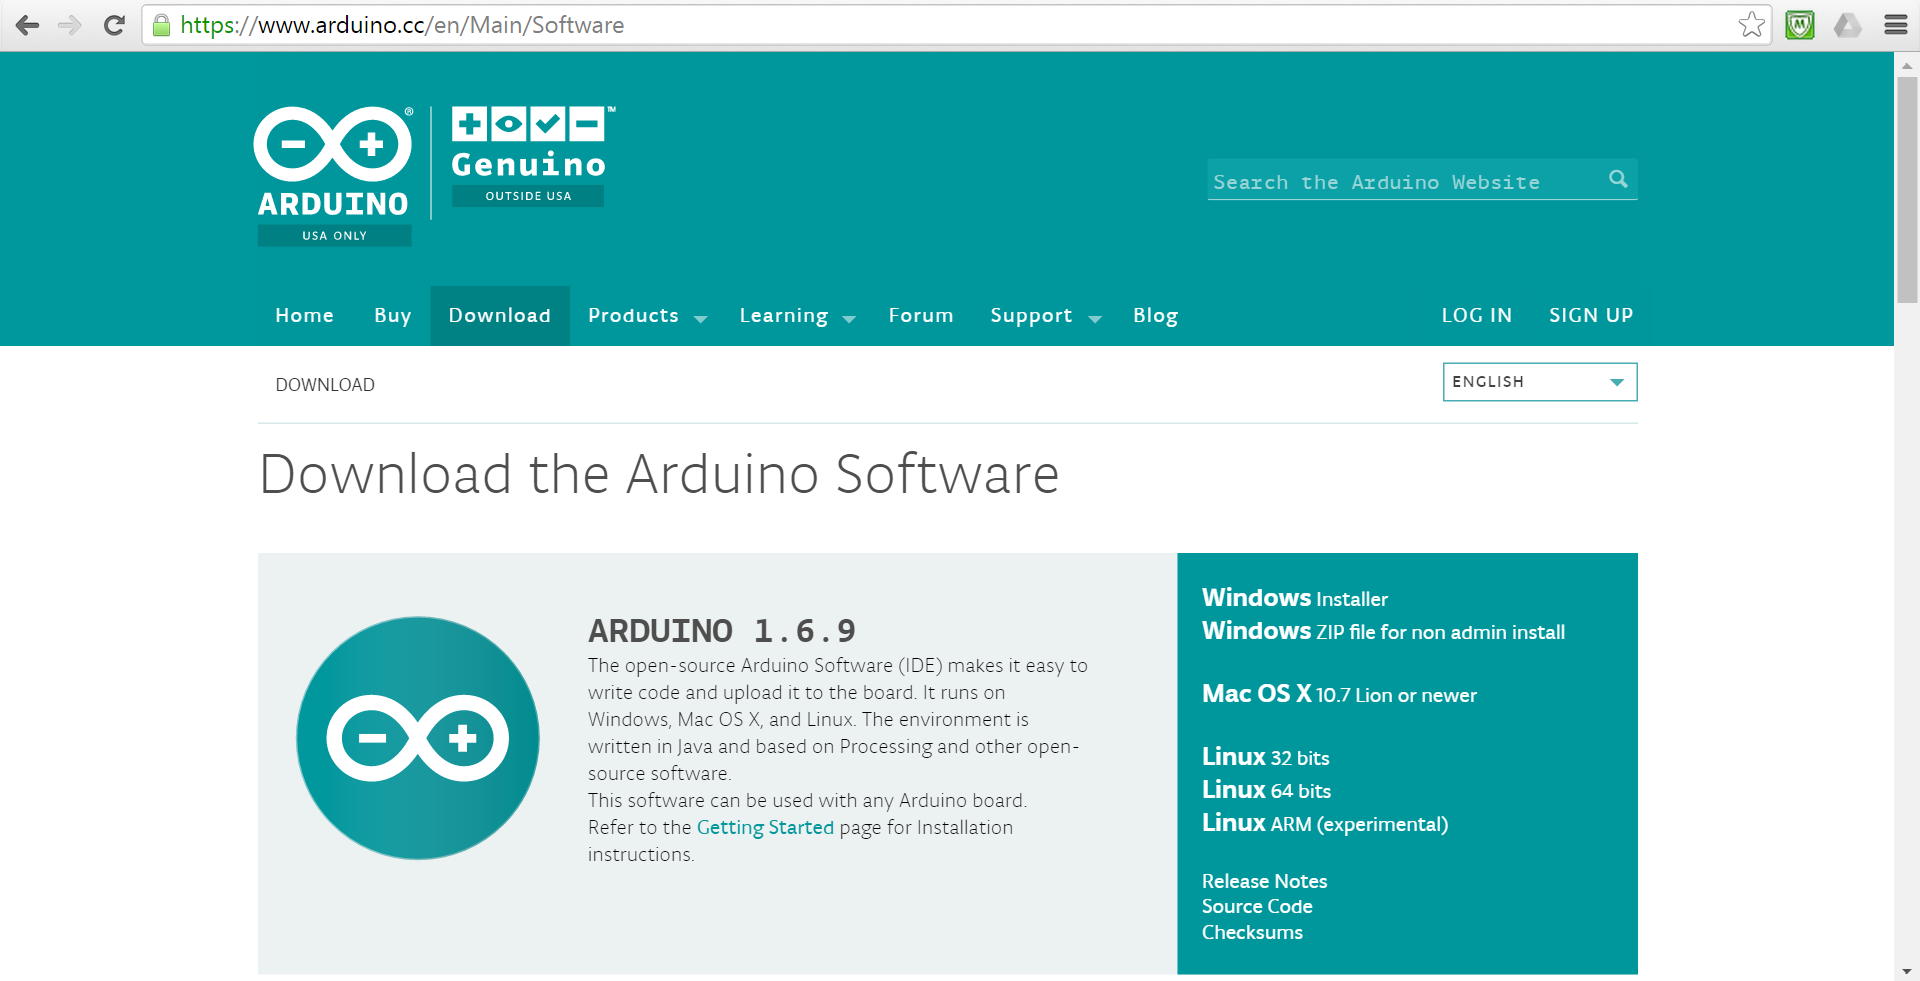 https://www.arduino.cc/en/Main/Software
ARDUINO
USA ONLY
Genuino
OUTSIDE USA
Search the Arduino Website
Home Buy Download Products Learning Forum Support Blog LOG IN SIGN UP
DOWNLOAD
ENGLISH
Download the Arduino Software
ARDUINO 1.6.9
The open-source Arduino Software (IDE) makes it easy to
write code and upload it to the board. It runs on
Windows, Mac OS X, and Linux. The environment is
written in Java and based on Processing and other open-
source software.
This software can be used with any Arduino board.
Refer to the Getting Started page for Installation
instructions.
Windows Installer
Windows ZIP file for non admin install
Mac OS X 10.7 Lion or newer
Linux 32 bits
Linux 64 bits
Linux ARM (experimental)
Release Notes
Source Code
Checksums